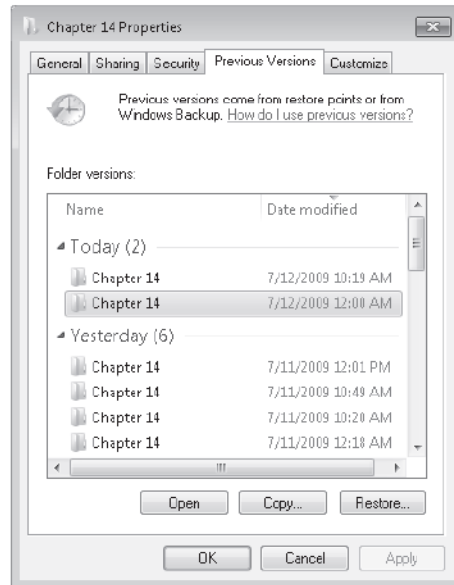 Chapter 14 Properties
General Sharing Security Previous Versions Customize
Previous versions come from restore points or from
Windows Backup. How do I use previous versions?
Folder versions:
Name Date modified
Today (2)
Chapter 14 7/12/2009 10:19 AM
Chapter 14 7/12/2009 12:00 AM
Yesterday (6)
Chapter 14 7/11/2009 12:01 PM
Chapter 14 7/11/2009 10:49 AM
Chapter 14 7/11/2009 10:20 AM
Chapter 14 7/11/2009 12:18 AM
Open Copy... Restore...
OK Cancel Apply